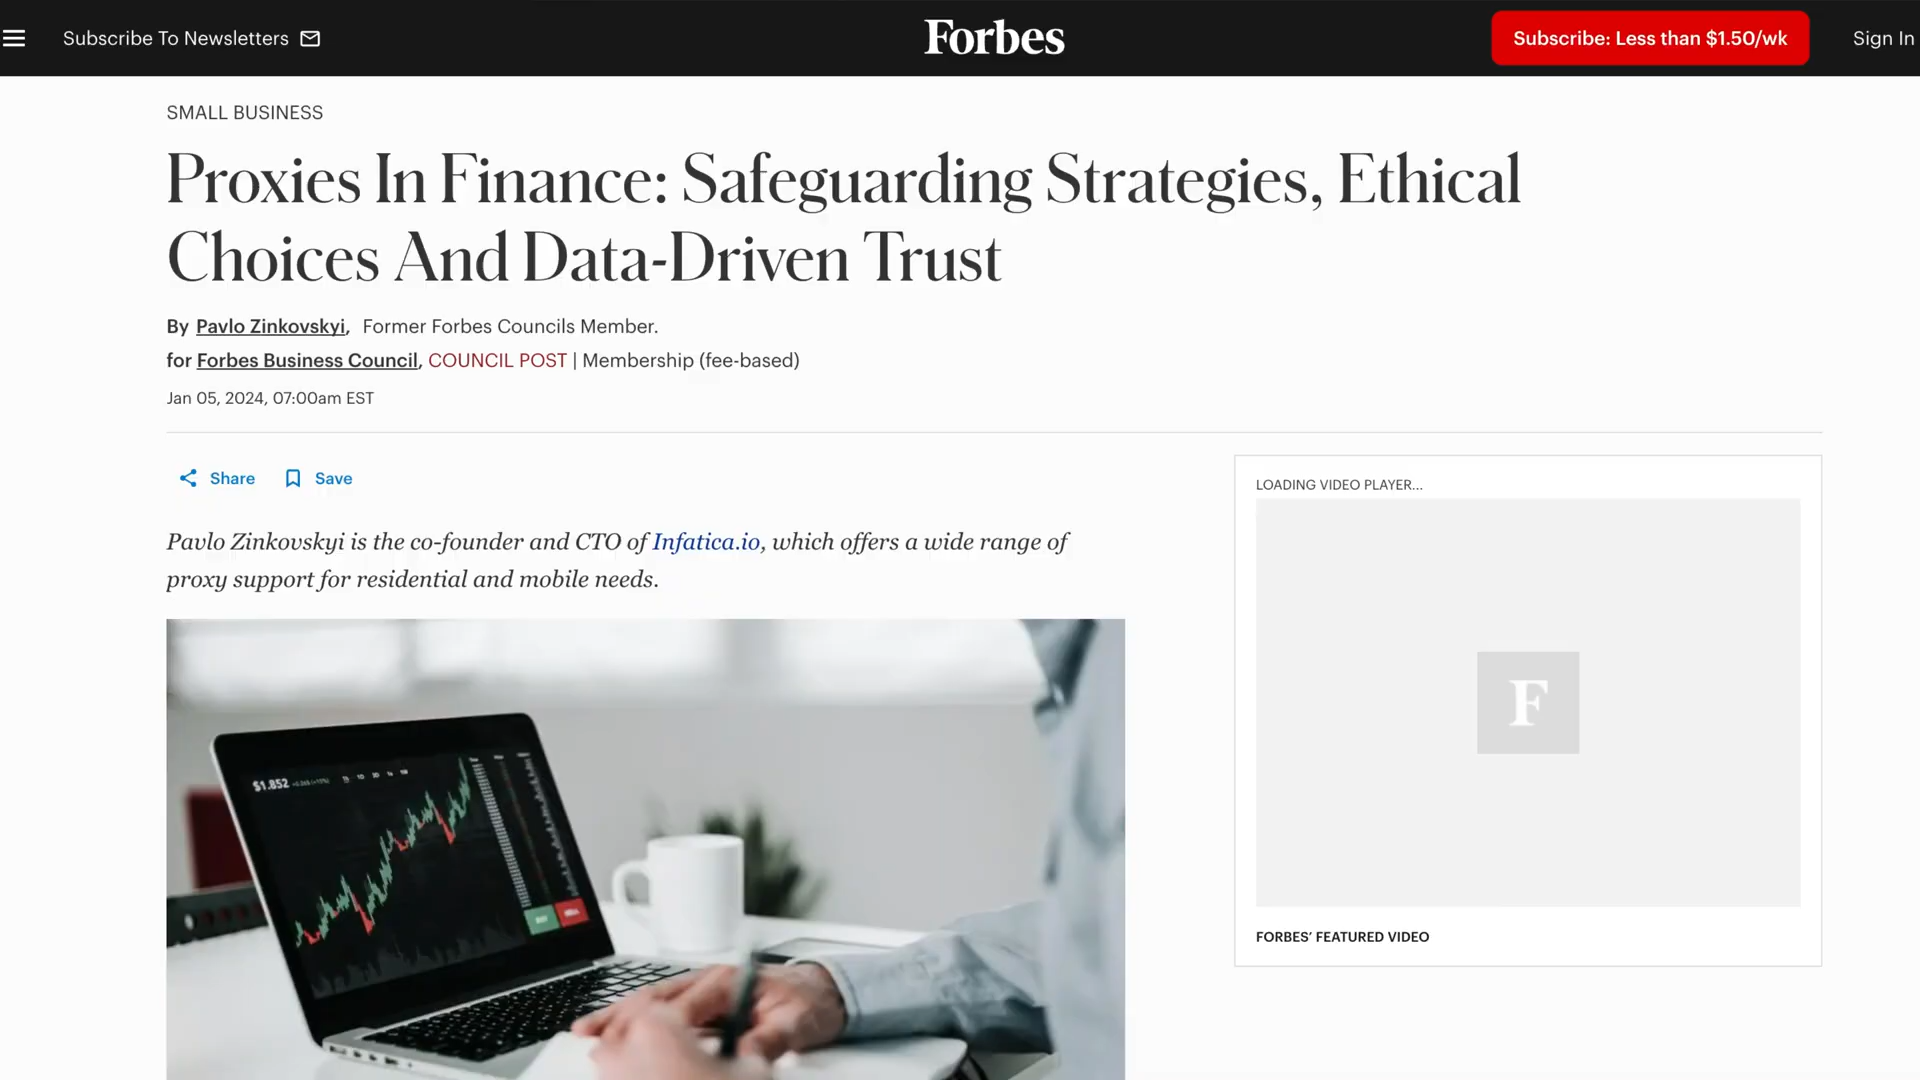 Subscribe To Newsletters
Forbes
Subscribe: Less than $1.50/wk
Sign In
SMALL BUSINESS
Proxies In Finance: Safeguarding Strategies, Ethical
Choices And Data-Driven Trust
By Pavlo Zinkovskyi, Former Forbes Councils Member.
for Forbes Business Council, COUNCIL POST | Membership (fee-based)
Jan 05, 2024, 07:00am EST
Share
Save
Pavlo Zinkovskyi is the co-founder and CTO of Infatica.io, which offers a wide range of
proxy support for residential and mobile needs.
$1.852
LOADING VIDEO PLAYER...
F
FORBES’ FEATURED VIDEO